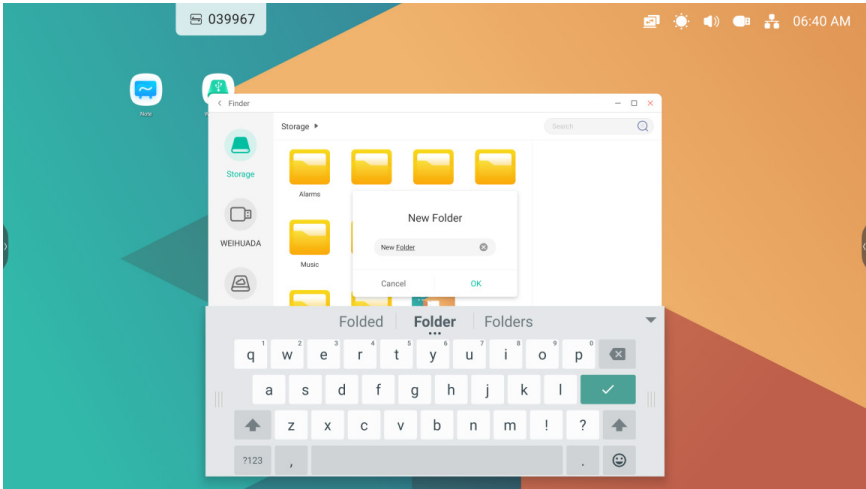 039967
06:40 AM
Note
Finder
Storage
Search
Storage
Alarms
WEIHUADA
Music
New Folder
New Folder
Cancel OK
Folded Folder Folders
1 2 3 4 5 6 7 8 9 0
q w e r t y u i o p
a s d f g h j k l
z x c v b n m ! ?
?123 , .